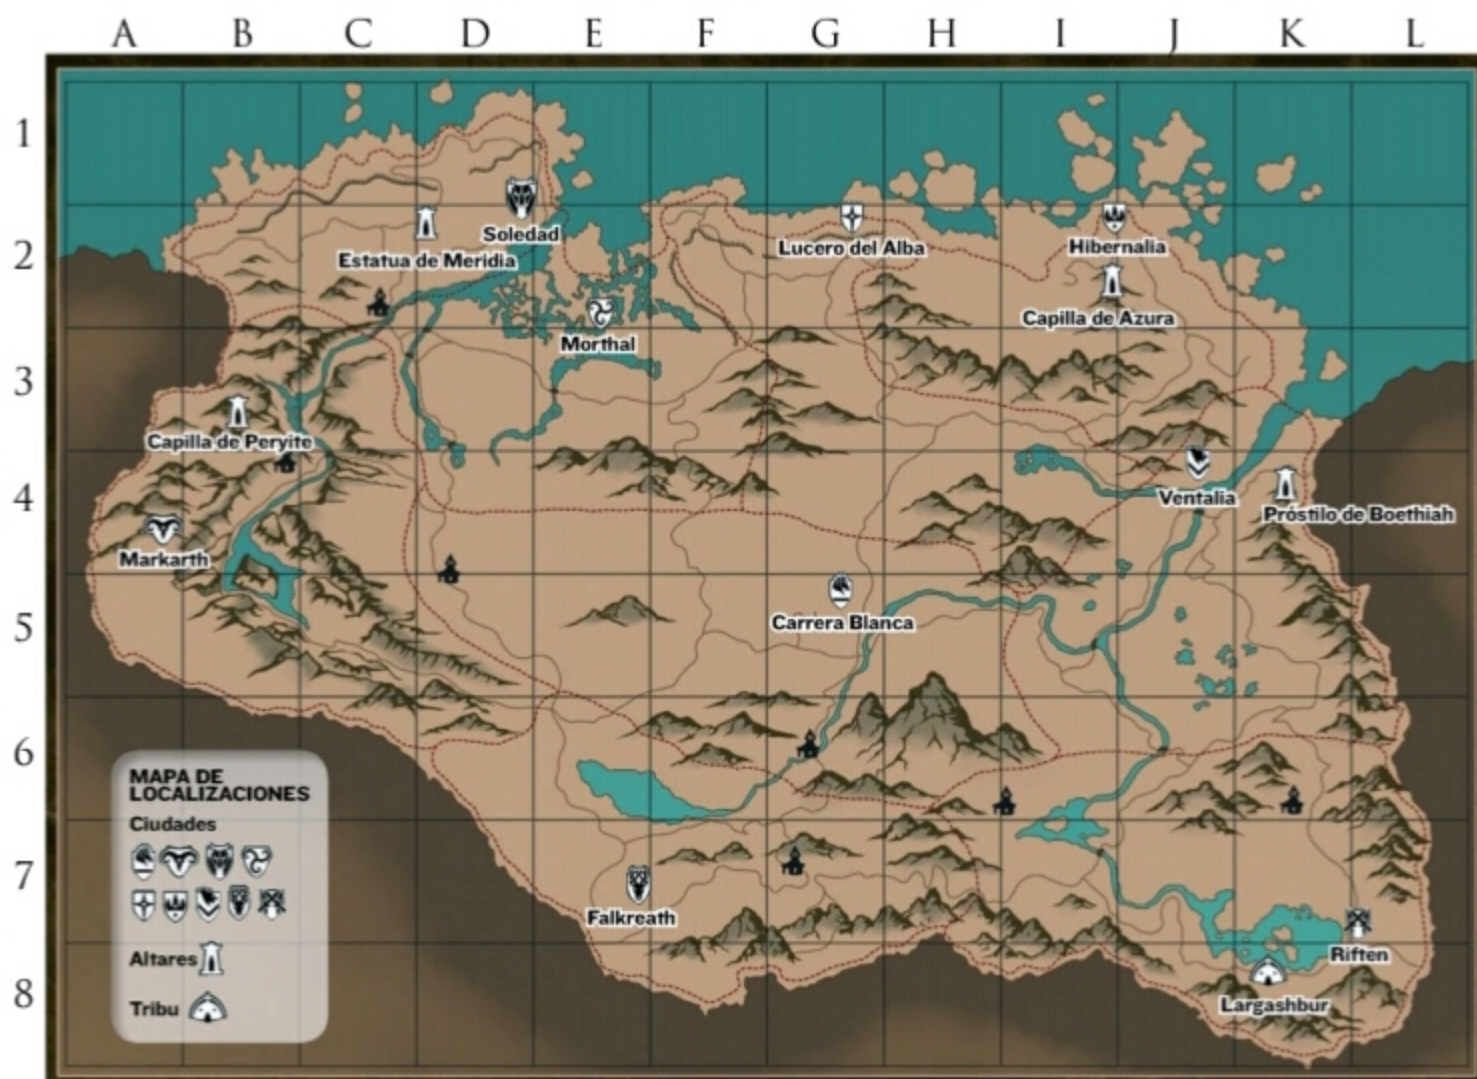 A B C D E F G H I J K L
1
2
3
4
5
6
7
8
Soledad
Estatua de Meridia
Lucero del Alba
Hibernalia
Capilla de Azura
Morthal
Capilla de Peryite
Ventalia
Próstilo de Boethiah
Markarth
Carrera Blanca
Falkreath
Riften
Largashbur
MAPA DE
LOCALIZACIONES
Ciudades
Altares
Tribu